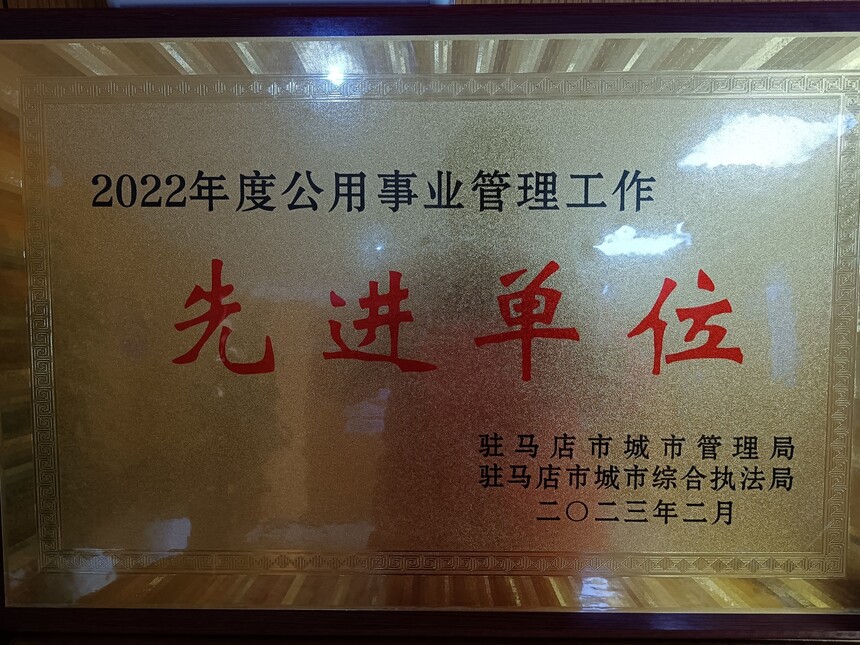 2022年度公用事业管理工作
先进单位
驻马店市城市管理局
驻马店市城市综合执法局
二〇二三年二月